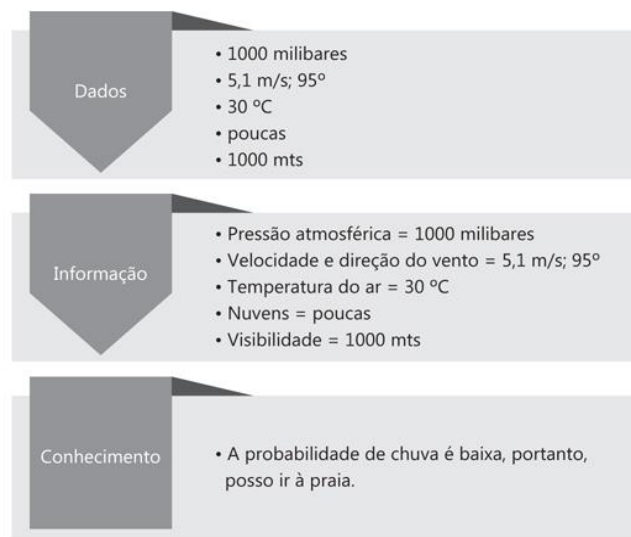 Dados
• 1000 milibares
• 5,1 m/s; 95º
• 30 ºC
• poucas
• 1000 mts
Informação
• Pressão atmosférica = 1000 milibares
• Velocidade e direção do vento = 5,1 m/s; 95º
• Temperatura do ar = 30 ºC
• Nuvens = poucas
• Visibilidade = 1000 mts
Conhecimento
• A probabilidade de chuva é baixa, portanto,
posso ir à praia.